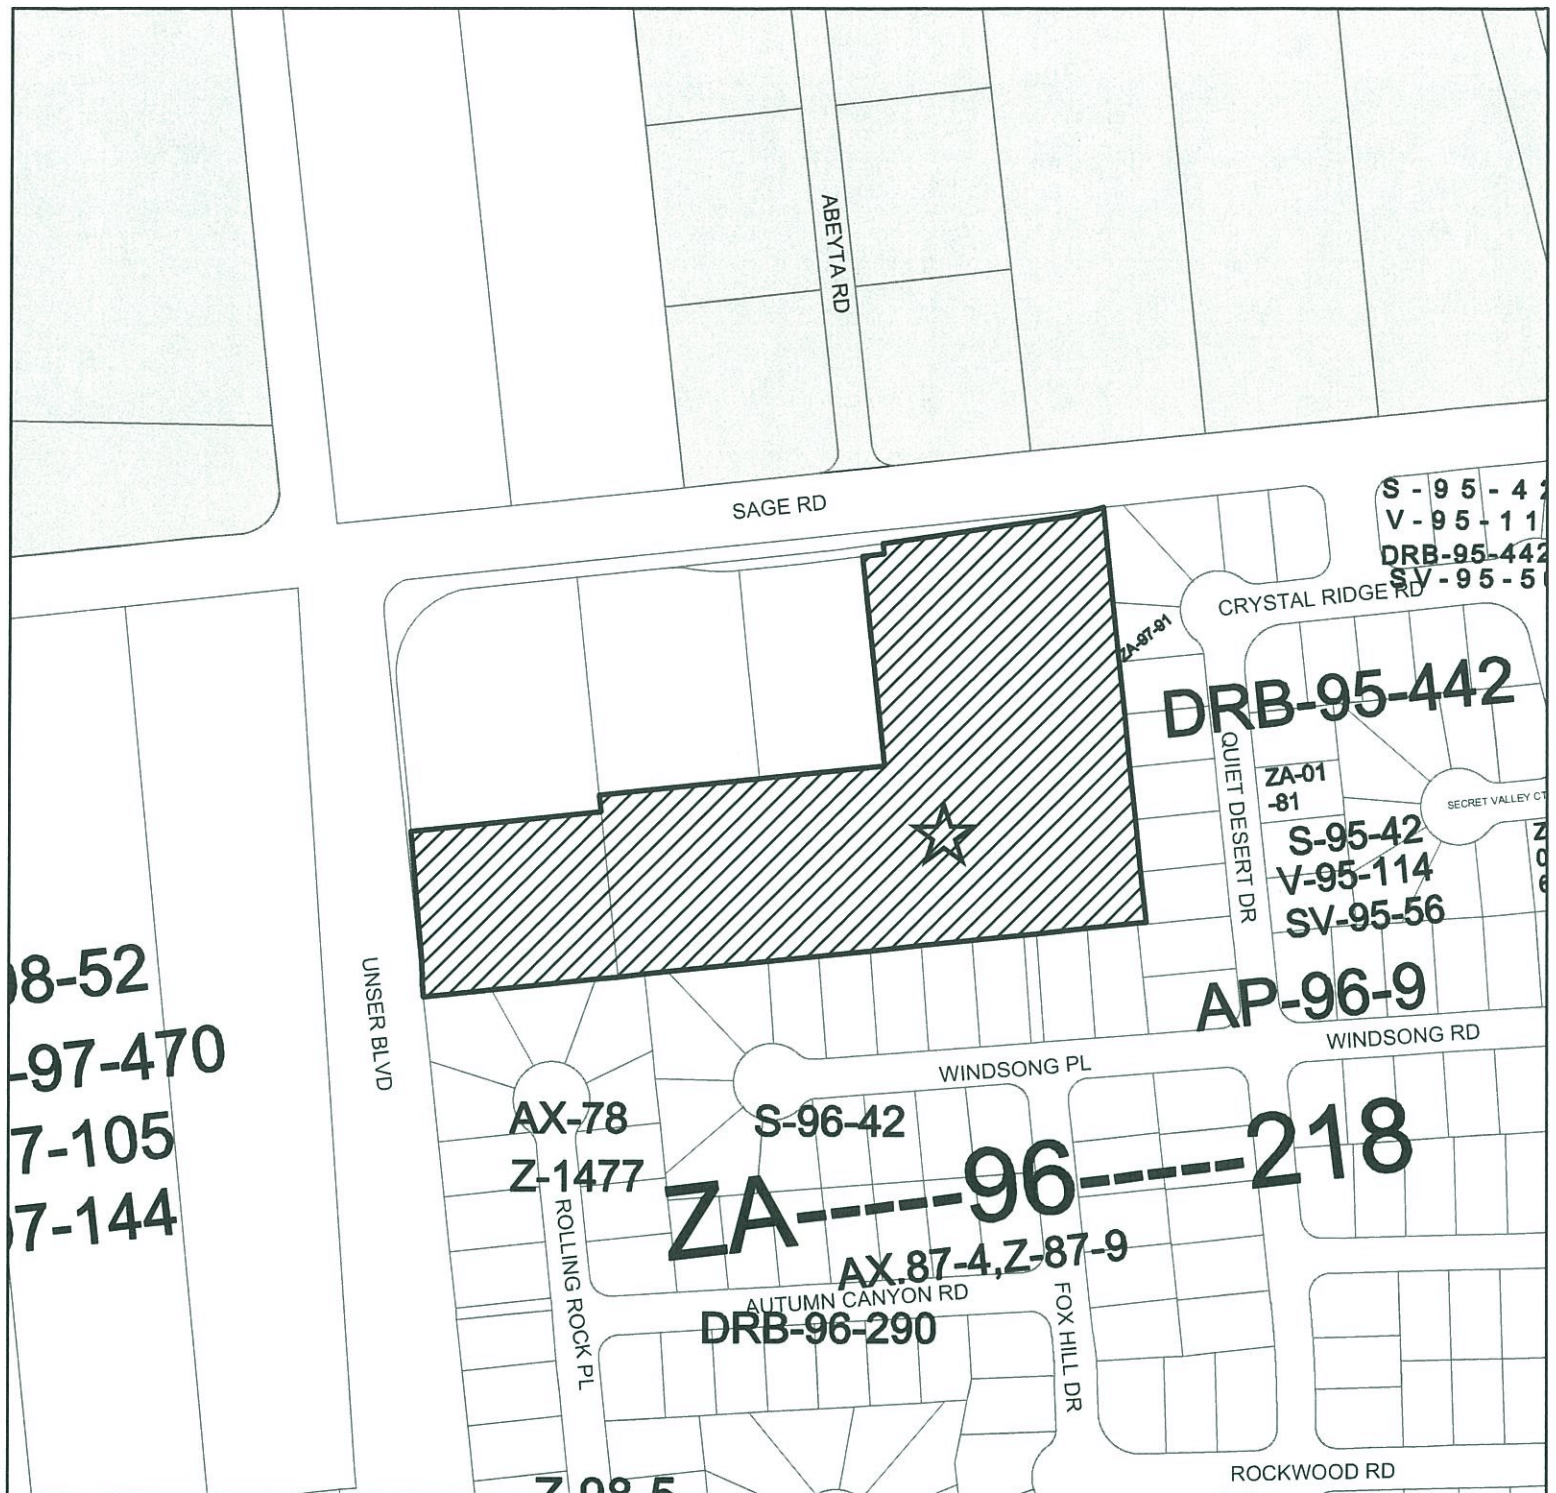 ABEYTA RD
SAGE RD
S-95-42
V-95-11
DRB-95-442
SV-95-5
CRYSTAL RIDGE RD
ZA-97-91
DRB-95-442
QUIET DESERT DR
ZA-01
-81
SECRET VALLEY CT
S-95-42
V-95-114
SV-95-56
8-52
-97-470
7-105
7-144
UNSER BLVD
AP-96-9
WINDSONG RD
WINDSONG PL
AX-78
S-96-42
Z-1477
ZA-----96-----218
ROLLING ROCK PL
AX.87-4,Z-87-9
AUTUMN CANYON RD
DRB-96-290
FOX HILL DR
ROCKWOOD RD
Z-98-5